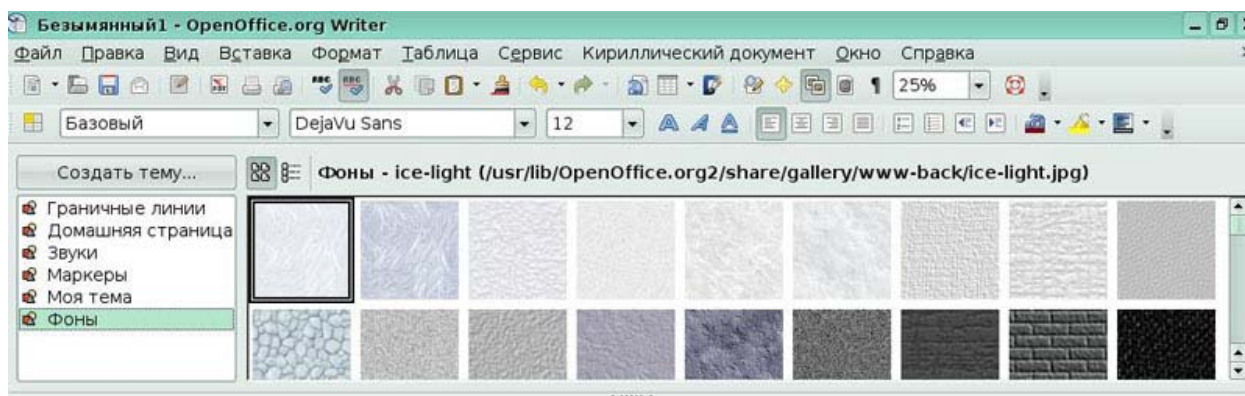 Безымянный1 - OpenOffice.org Writer
Файл Правка Вид Вставка Формат Таблица Сервис Кириллический документ Окно Справка
25%
Базовый DejaVu Sans 12
Создать тему... Фоны - ice-light (/usr/lib/OpenOffice.org2/share/gallery/www-back/ice-light.jpg)
Граничные линии
Домашняя страница
Звуки
Маркеры
Моя тема
Фоны